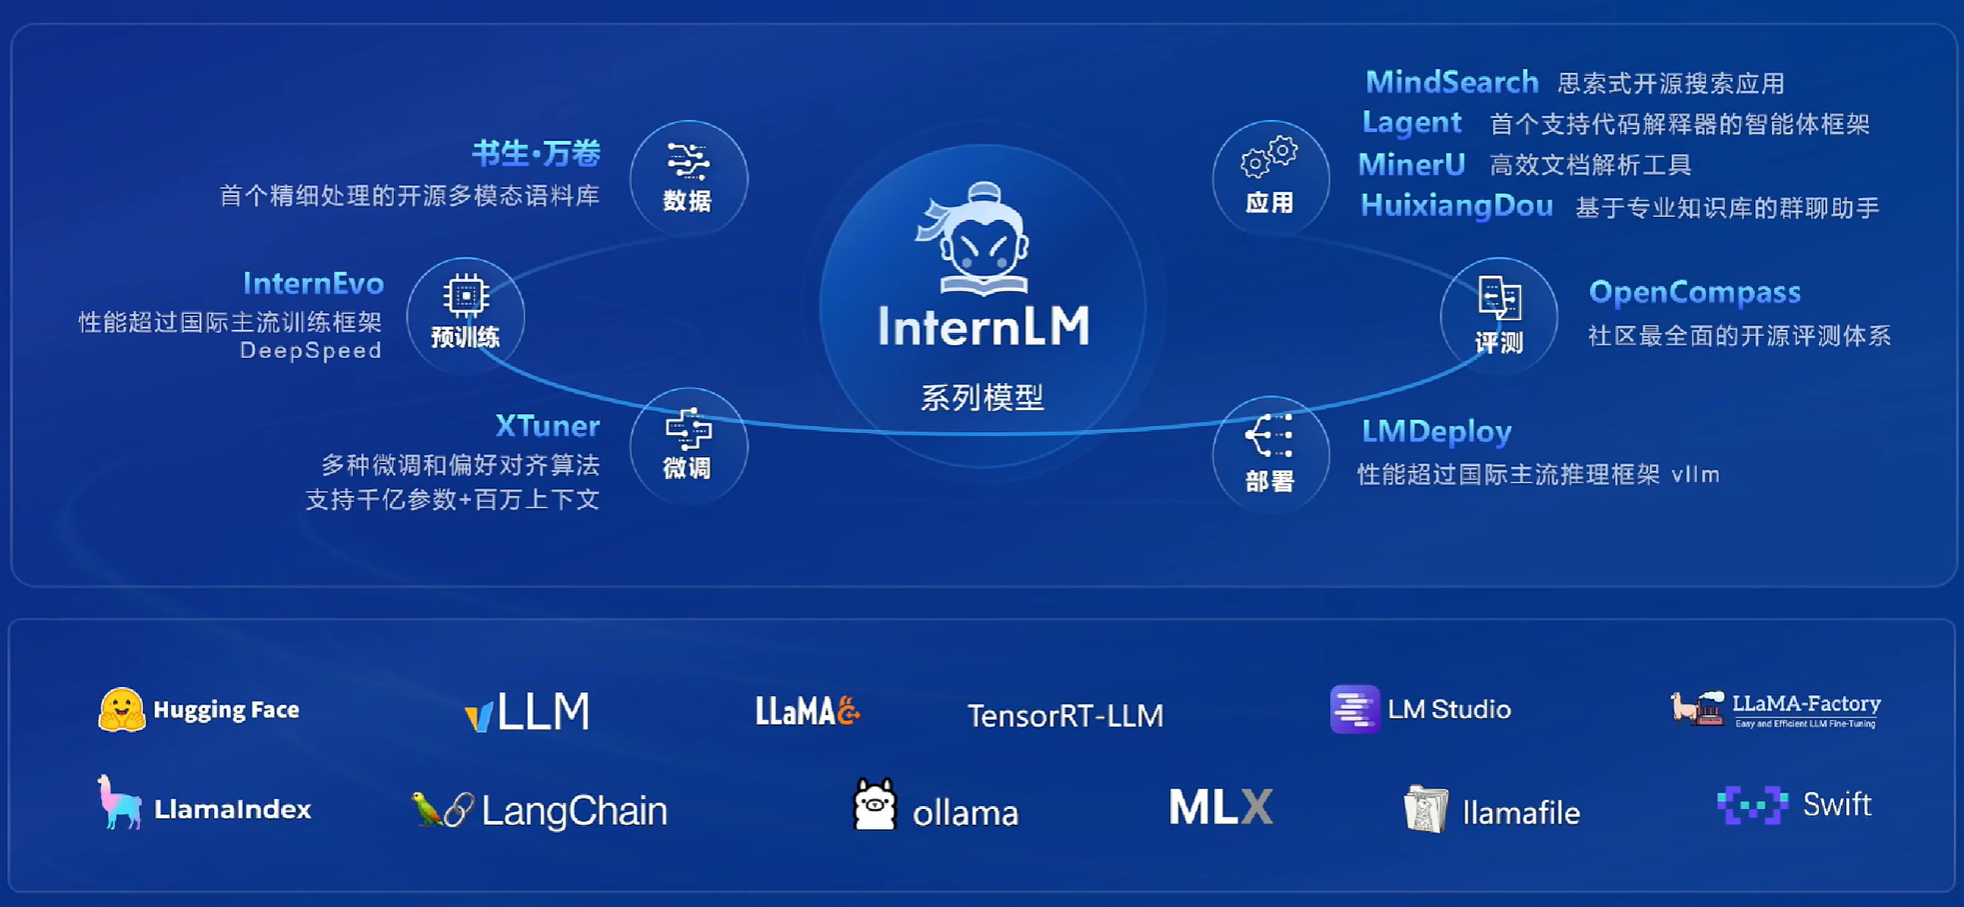 书生·万卷
首个精细处理的开源多模态语料库
数据
InternEvo
性能超过国际主流训练框架
DeepSpeed
预训练
XTuner
多种微调和偏好对齐算法
支持千亿参数+百万上下文
微调
InternLM
系列模型
应用
MindSearch 思索式开源搜索应用
Lagent 首个支持代码解释器的智能体框架
MinerU 高效文档解析工具
HuixiangDou 基于专业知识库的群聊助手
评测
OpenCompass
社区最全面的开源评测体系
部署
LMDeploy
性能超过国际主流推理框架 vllm
Hugging Face
vLLM
LLaMA C++
TensorRT-LLM
LM Studio
LLaMA-Factory
Easy and Efficient LLM Fine-Tuning
LlamaIndex
LangChain
ollama
MLX
llamafile
Swift